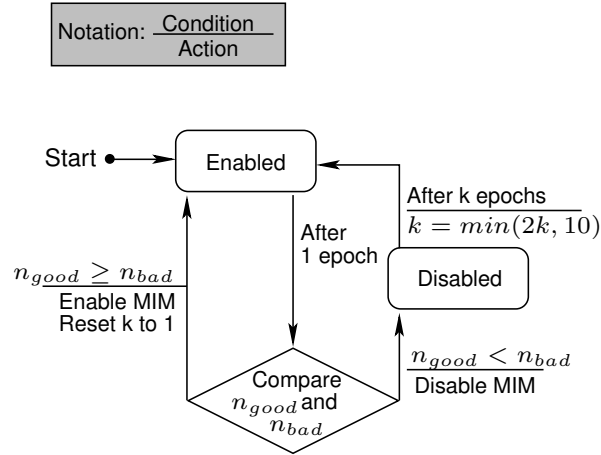 Notation: Condition
Action
Start
Enabled
After
1 epoch
After k epochs
k = min(2k, 10)
Disabled
n_good ≥ n_bad
Enable MIM
Reset k to 1
n_good < n_bad
Disable MIM
Compare
n_good and
n_bad